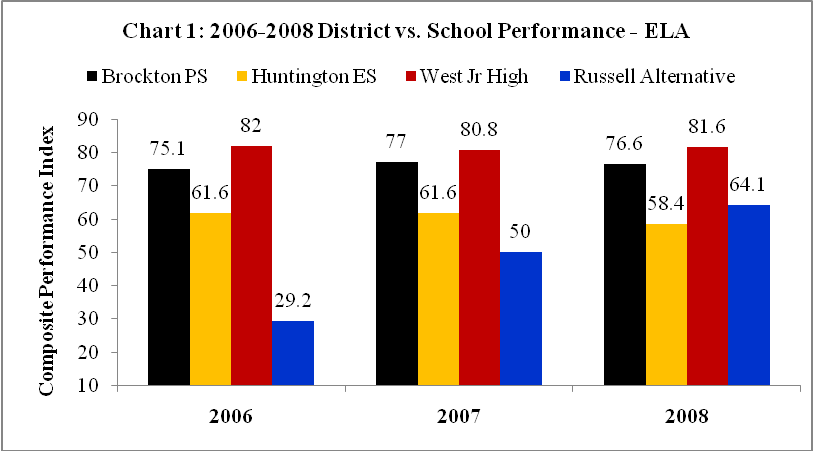 Chart 1: 2006-2008 District vs. School Performance - ELA
Brockton PS Huntington ES West Jr High Russell Alternative
Composite Performance Index
90
80
70
60
50
40
30
20
10
75.1 61.6 82 29.2
77 61.6 80.8 50
76.6 58.4 81.6 64.1
2006 2007 2008